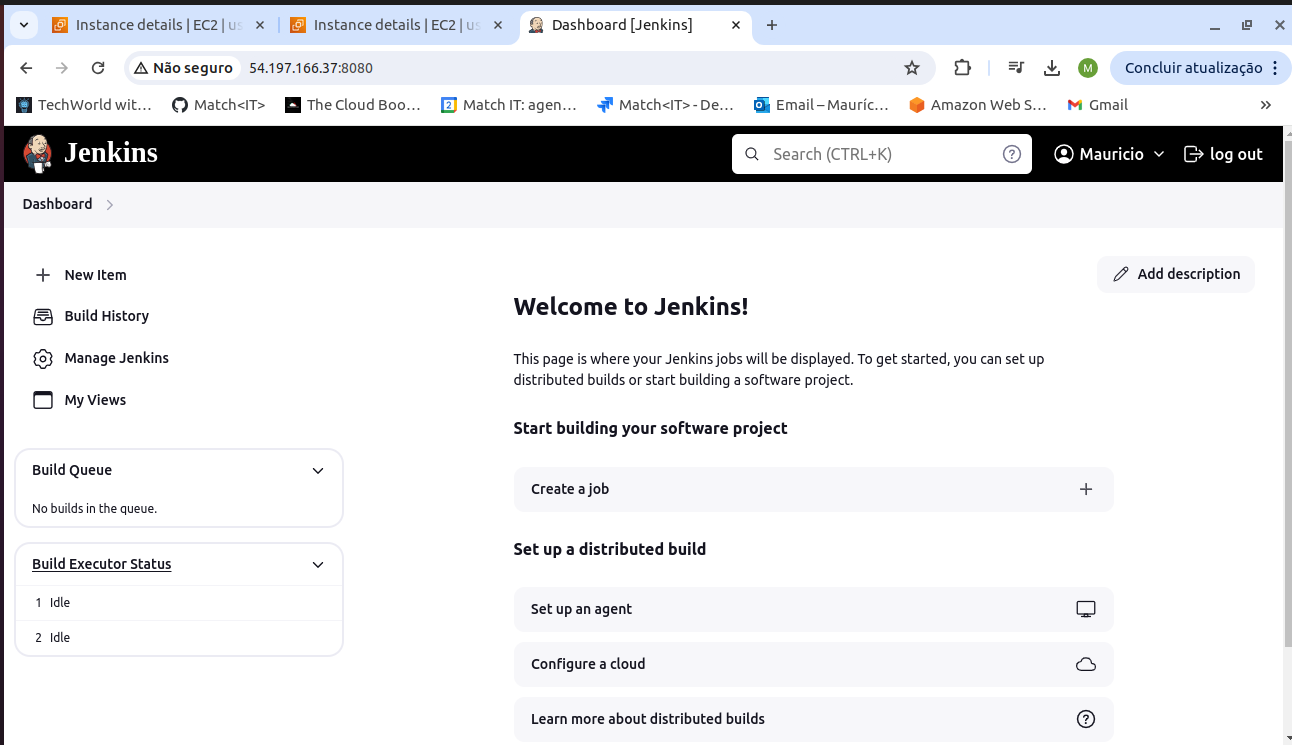 Instance details | EC2 | us
Instance details | EC2 | us
Dashboard [Jenkins]
Não seguro
54.197.166.37:8080
M
Concluir atualização
TechWorld wit...
Match<IT>
The Cloud Boo...
2
Match IT: agen...
Match<IT> - De...
Email – Mauríc...
Amazon Web S...
Gmail
Jenkins
Search (CTRL+K)
Mauricio
log out
Dashboard
New Item
Build History
Manage Jenkins
My Views
Build Queue
No builds in the queue.
Build Executor Status
1 Idle
2 Idle
Add description
Welcome to Jenkins!
This page is where your Jenkins jobs will be displayed. To get started, you can set up
distributed builds or start building a software project.
Start building your software project
Create a job
Set up a distributed build
Set up an agent
Configure a cloud
Learn more about distributed builds